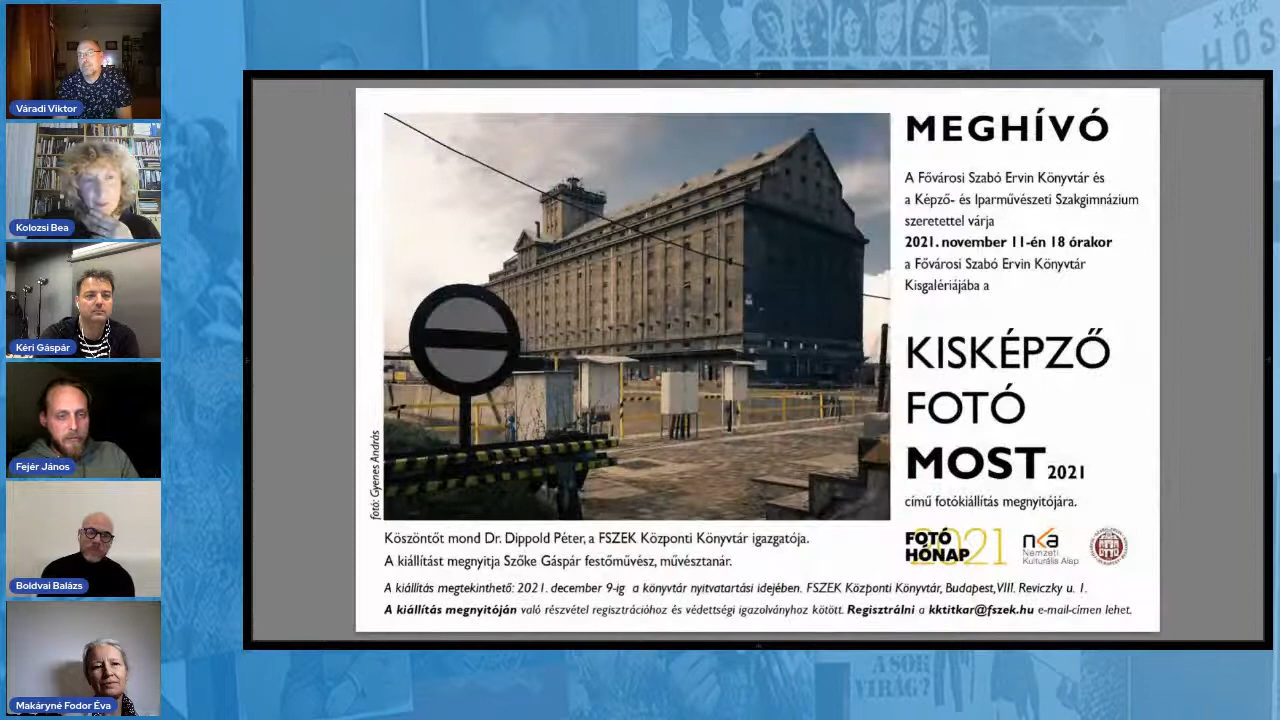 Váradi Viktor
Kolozsi Bea
Kéri Gáspár
Fejér János
Boldvai Balázs
Makáryné Fodor Éva
X. KER
HŐS
MEGHÍVÓ
A Fővárosi Szabó Ervin Könyvtár és
a Képző- és Iparművészeti Szakgimnázium
szeretettel várja
2021. november 11-én 18 órakor
a Fővárosi Szabó Ervin Könyvtár
Kisgalériájába a
KISKÉPZŐ
FOTÓ
MOST 2021
című fotókiállítás megnyitójára.
fotó: Gyenes András
FOTÓ
HÓNAP 2021
nka
Nemzeti
Kulturális Alap
Köszöntőt mond Dr. Dippold Péter, a FSZEK Központi Könyvtár igazgatója.
A kiállítást megnyitja Szőke Gáspár festőművész, művésztanár.
A kiállítás megtekinthető: 2021. december 9-ig a könyvtár nyitvatartási idejében. FSZEK Központi Könyvtár, Budapest,VIII. Reviczky u. 1.
A kiállítás megnyitóján való részvétel regisztrációhoz és védettségi igazolványhoz kötött. Regisztrálni a kktitkar@fszek.hu e-mail-címen lehet.
A SOR
VIRÁG?